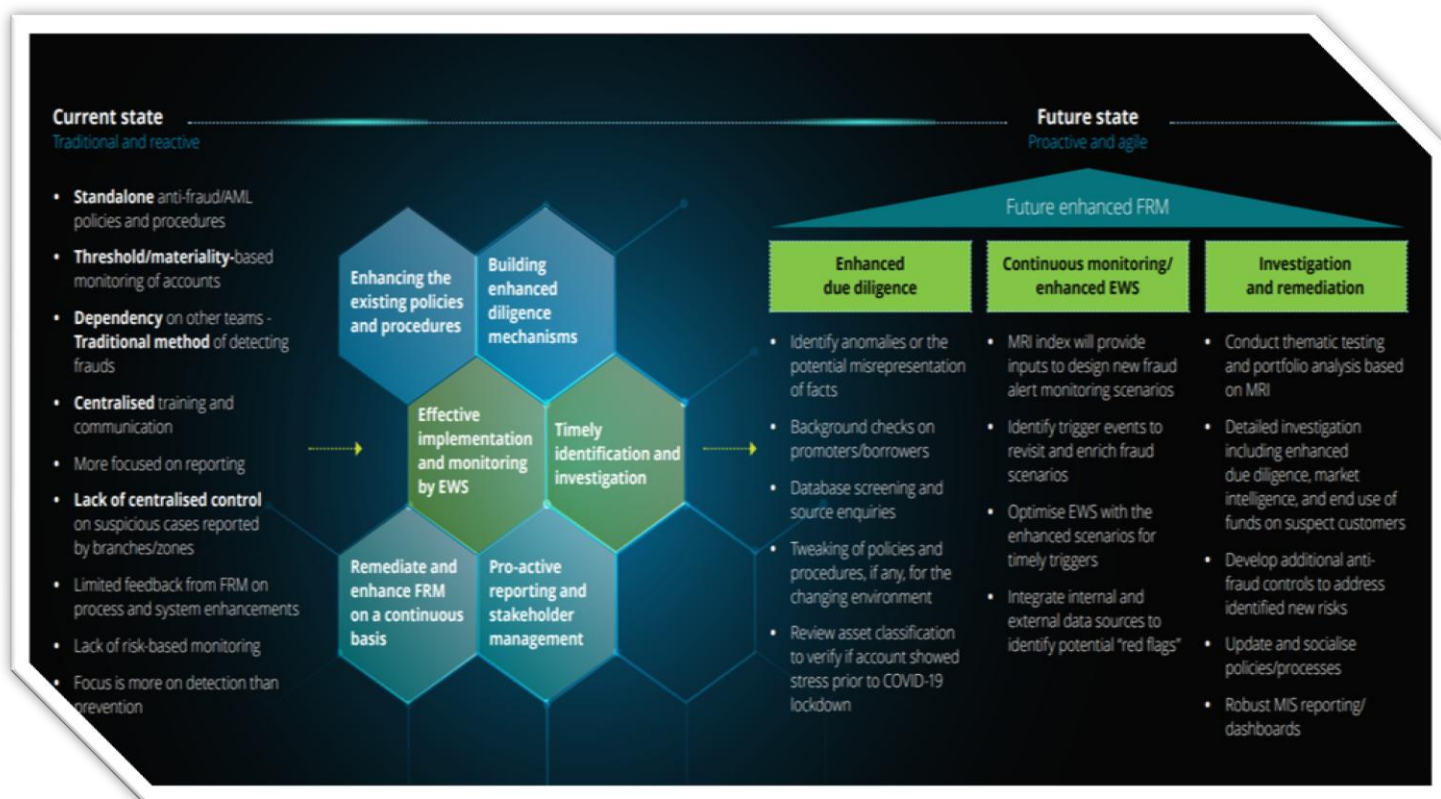 Current state
Traditional and reactive
• Standalone anti-fraud/AML
policies and procedures
• Threshold/materiality-based
monitoring of accounts
• Dependency on other teams -
Traditional method of detecting
frauds
• Centralised training and
communication
• More focused on reporting
• Lack of centralised control
on suspicious cases reported
by branches/zones
• Limited feedback from FRM on
process and system enhancements
• Lack of risk-based monitoring
• Focus is more on detection than
prevention
Enhancing the
existing policies
and procedures
Building
enhanced
diligence
mechanisms
Effective
implementation
and monitoring
by EWS
Timely
identification and
investigation
Remediate and
enhance FRM
on a continuous
basis
Pro-active
reporting and
stakeholder
management
Future state
Proactive and agile
Future enhanced FRM
Enhanced
due diligence
• Identify anomalies or the
potential misrepresentation
of facts
• Background checks on
promoters/borrowers
• Database screening and
source enquiries
• Tweaking of policies and
procedures, if any, for the
changing environment
• Review asset classification
to verify if account showed
stress prior to COVID-19
lockdown
Continuous monitoring/
enhanced EWS
• MRI index will provide
inputs to design new fraud
alert monitoring scenarios
• Identify trigger events to
revisit and enrich fraud
scenarios
• Optimise EWS with the
enhanced scenarios for
timely triggers
• Integrate internal and
external data sources to
identify potential “red flags”
Investigation
and remediation
• Conduct thematic testing
and portfolio analysis based
on MRI
• Detailed investigation
including enhanced
due diligence, market
intelligence, and end use of
funds on suspect customers
• Develop additional anti-
fraud controls to address
identified new risks
• Update and socialise
policies/processes
• Robust MIS reporting/
dashboards